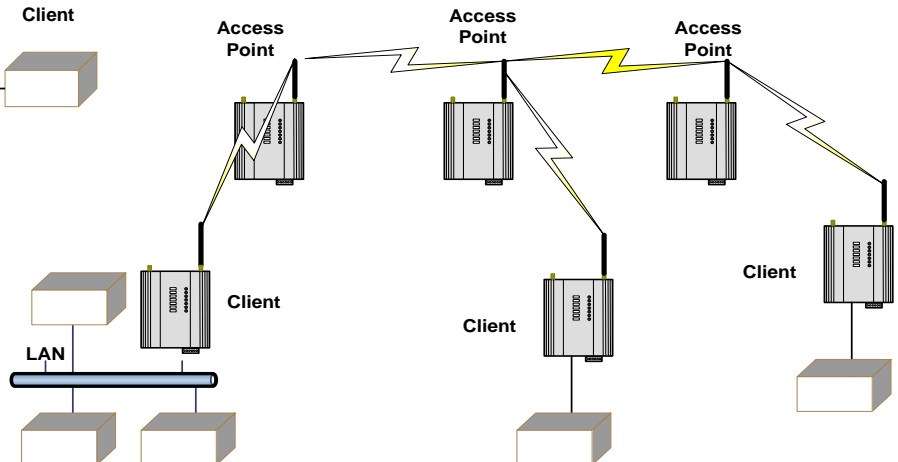 Client
Access
Point
Access
Point
Access
Point
Client
Client
Client
LAN